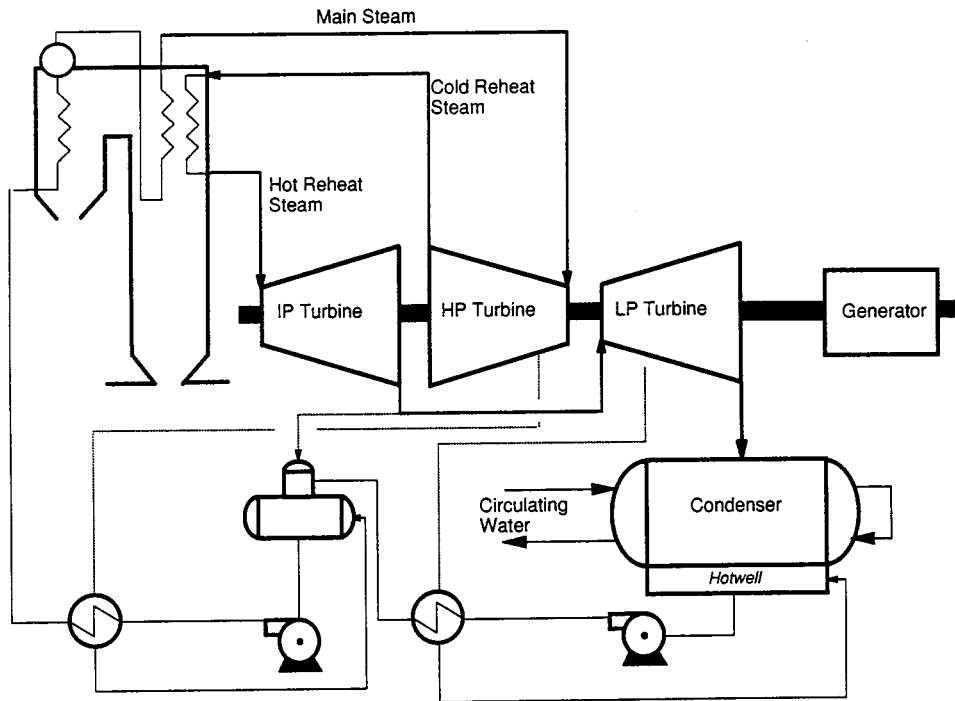 Main Steam
Cold Reheat
Steam
Hot Reheat
Steam
IP Turbine
HP Turbine
LP Turbine
Generator
Circulating
Water
Condenser
Hotwell